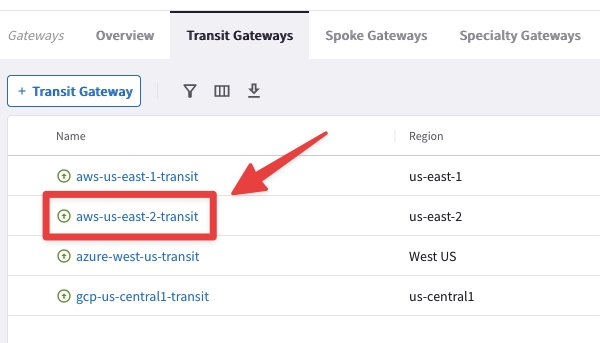 Gateways Overview Transit Gateways Spoke Gateways Specialty Gateways
+ Transit Gateway
Name Region
aws-us-east-1-transit us-east-1
aws-us-east-2-transit us-east-2
azure-west-us-transit West US
gcp-us-central1-transit us-central1